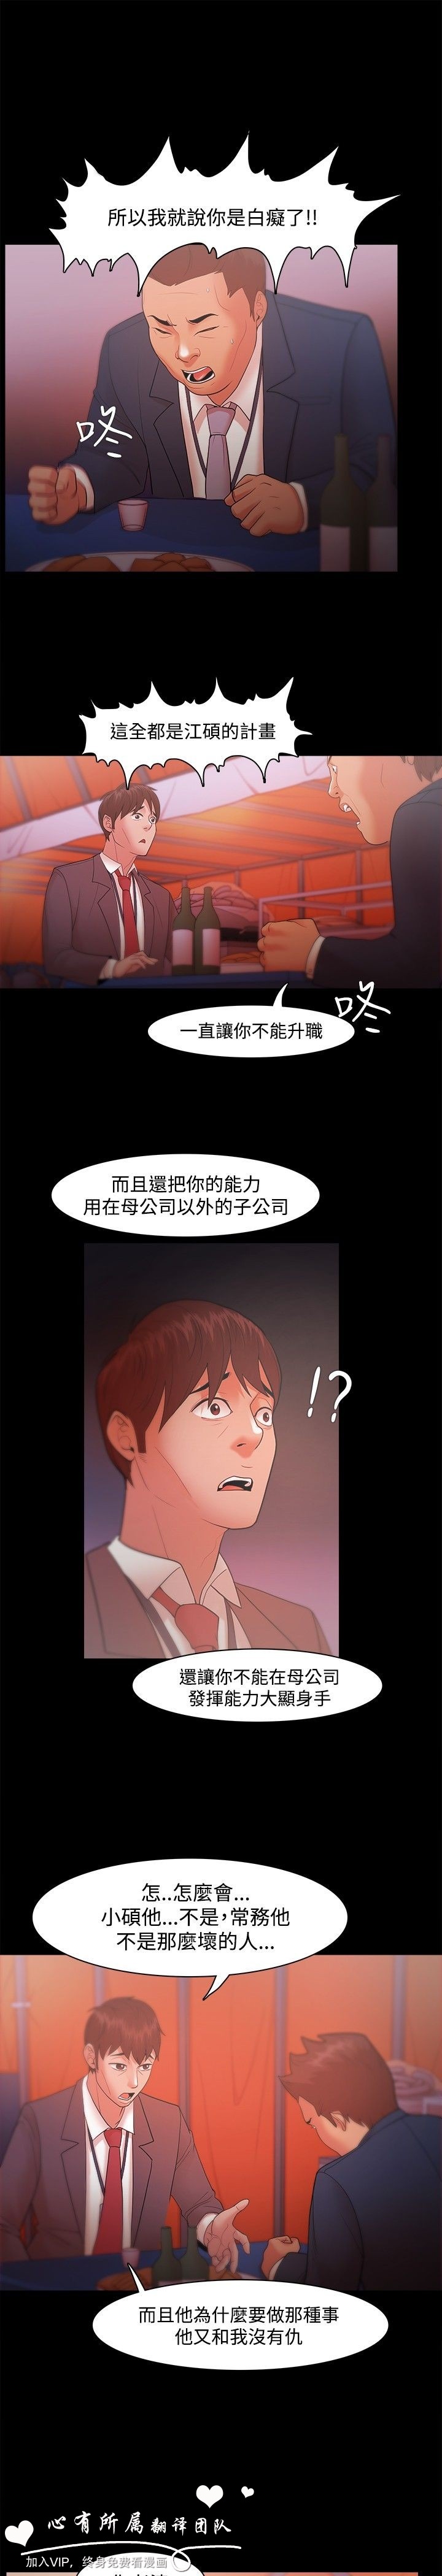 所以我就說你是白癡了!!
咚
這全都是江碩的計畫
咚
一直讓你不能升職
而且還把你的能力
用在母公司以外的子公司
!?
還讓你不能在母公司
發揮能力大顯身手
怎..怎麼會...
小碩他...不是,常務他
不是那麼壞的人...
而且他為什麼要做那種事
他又和我沒有仇
心有所属翻译团队
加入VIP，终身免费看漫画